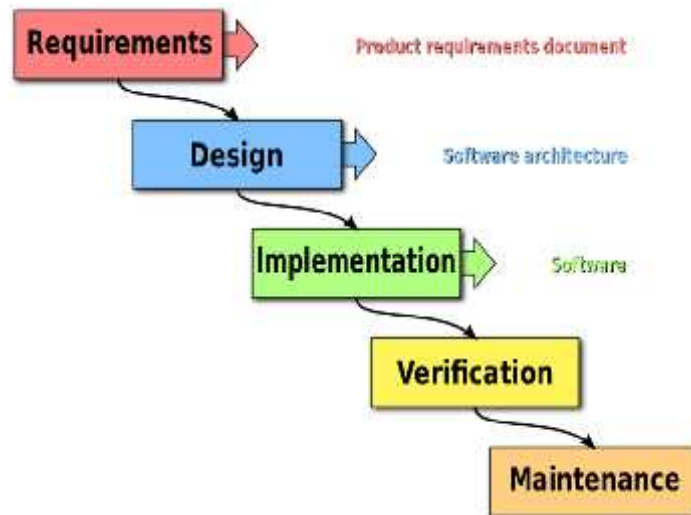 Requirements
Product requirements document
Design
Software architecture
Implementation
Software
Verification
Maintenance